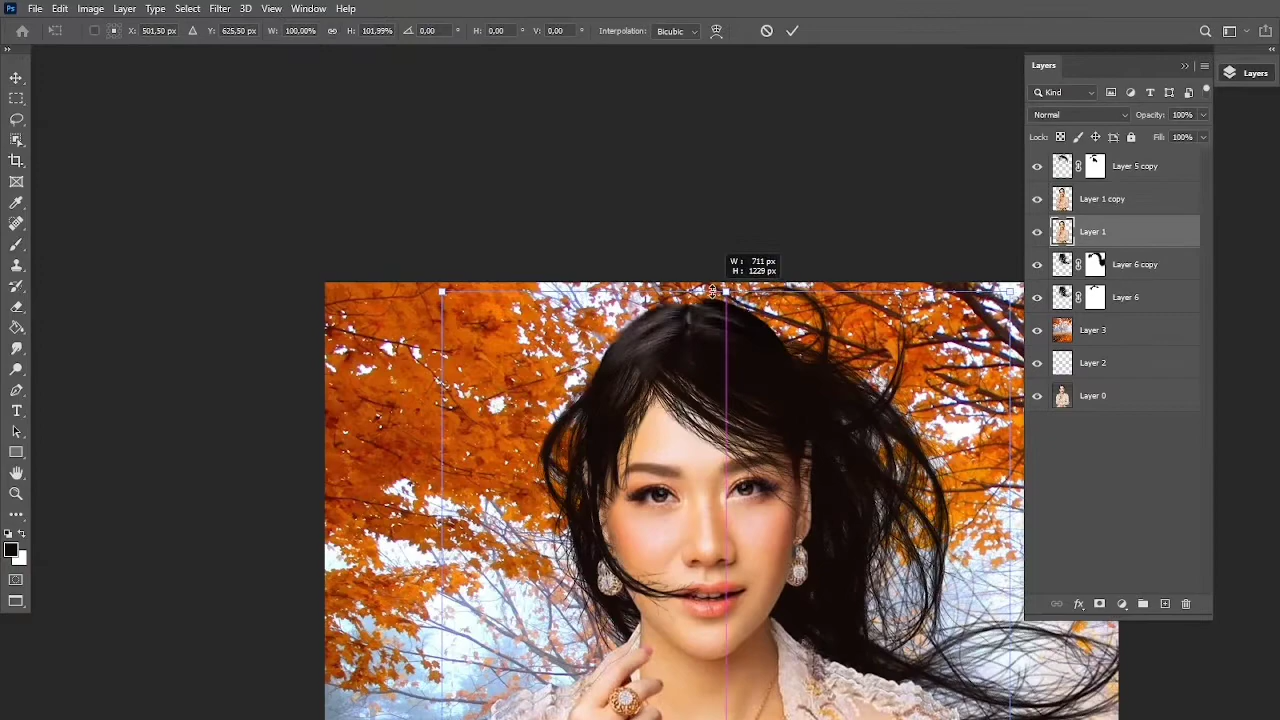 Ps File Edit Image Layer Type Select Filter 3D View Window Help
X: 501,50 px Y: 625,50 px W: 100.00% H: 101,99% 0,00 ° H: 0,00 ° V: 0,00 ° Interpolation: Bicubic
Layers
Layers
Kind
Normal Opacity: 100%
Lock: Fill: 100%
Layer 5 copy
Layer 1 copy
Layer 1
Layer 6 copy
Layer 6
Layer 3
Layer 2
Layer 0
W : 711 px
H : 1229 px
T
fx